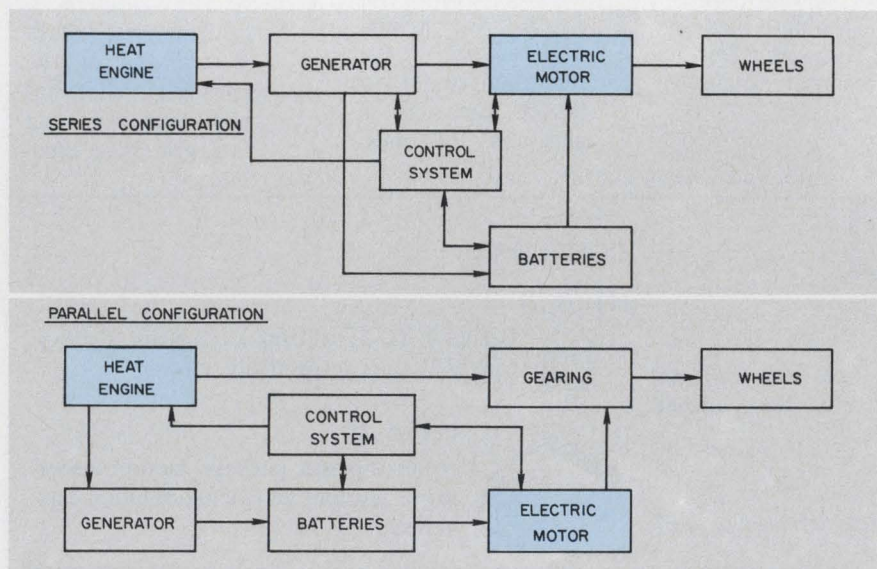 HEAT
ENGINE
GENERATOR
ELECTRIC
MOTOR
WHEELS
SERIES CONFIGURATION
CONTROL
SYSTEM
BATTERIES
PARALLEL CONFIGURATION
HEAT
ENGINE
GEARING
WHEELS
CONTROL
SYSTEM
GENERATOR
BATTERIES
ELECTRIC
MOTOR